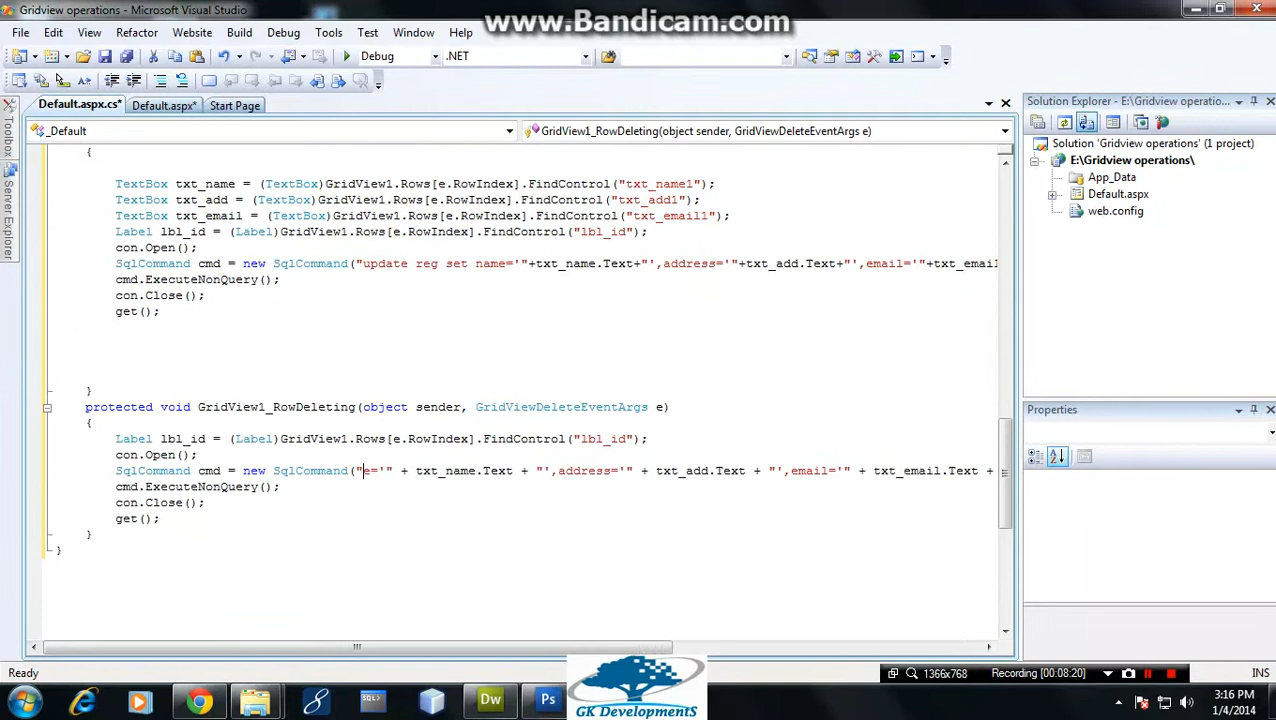 Gridview operations - Microsoft Visual Studio
www.Bandicam.com
File Edit View Refactor Website Build Debug Tools Test Window Help
Debug .NET
Default.aspx.cs* Default.aspx* Start Page
_Default GridView1_RowDeleting(object sender, GridViewDeleteEventArgs e)
{
TextBox txt_name = (TextBox)GridView1.Rows[e.RowIndex].FindControl("txt_name1");
TextBox txt_add = (TextBox)GridView1.Rows[e.RowIndex].FindControl("txt_add1");
TextBox txt_email = (TextBox)GridView1.Rows[e.RowIndex].FindControl("txt_email1");
Label lbl_id = (Label)GridView1.Rows[e.RowIndex].FindControl("lbl_id");
con.Open();
SqlCommand cmd = new SqlCommand("update reg set name='"+txt_name.Text+"',address='"+txt_add.Text+"',email='"+txt_email
cmd.ExecuteNonQuery();
con.Close();
get();
}
protected void GridView1_RowDeleting(object sender, GridViewDeleteEventArgs e)
{
Label lbl_id = (Label)GridView1.Rows[e.RowIndex].FindControl("lbl_id");
con.Open();
SqlCommand cmd = new SqlCommand("e='" + txt_name.Text + "',address='" + txt_add.Text + "',email='" + txt_email.Text +
cmd.ExecuteNonQuery();
con.Close();
get();
}
}
Toolbox
Server Explorer
Solution Explorer - E:\Gridview operatio...
Solution 'Gridview operations' (1 project)
E:\Gridview operations\
App_Data
Default.aspx
web.config
Properties
Ready
1366x768 Recording [00:08:20]
INS
SQL
Dw
Ps
GK DevelopmentS
3:16 PM
1/4/2014